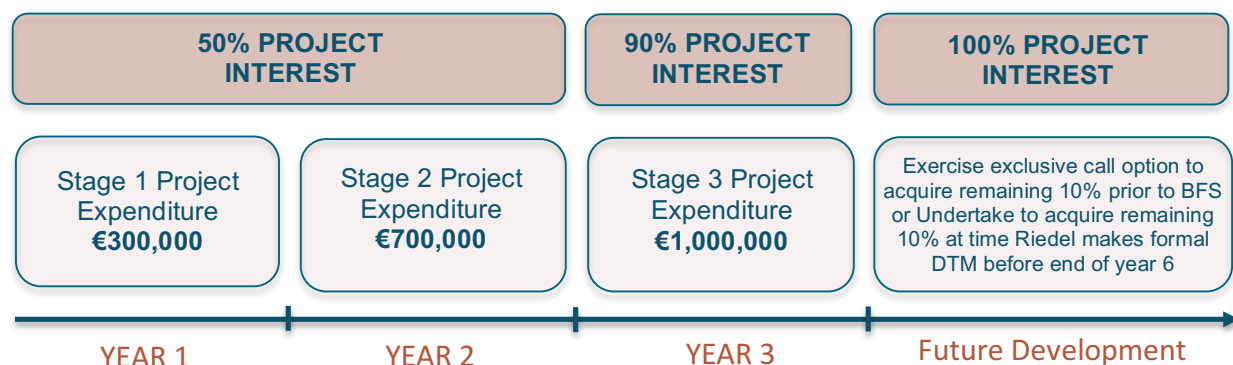 50% PROJECT
INTEREST
90% PROJECT
INTEREST
100% PROJECT
INTEREST
Stage 1 Project
Expenditure
€300,000
Stage 2 Project
Expenditure
€700,000
Stage 3 Project
Expenditure
€1,000,000
Exercise exclusive call option to
acquire remaining 10% prior to BFS
or Undertake to acquire remaining
10% at time Riedel makes formal
DTM before end of year 6
YEAR 1
YEAR 2
YEAR 3
Future Development